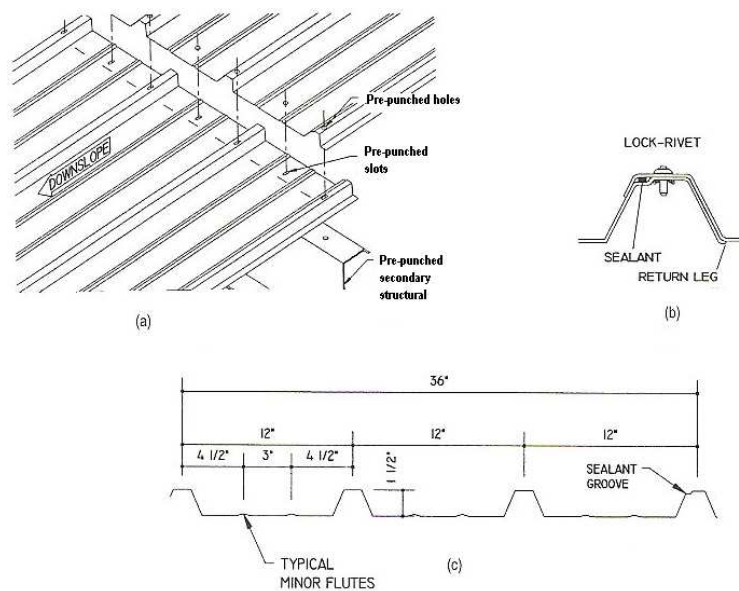 Pre-punched holes
DOWNSLOPE
Pre-punched
slots
Pre-punched
secondary
structural
(a)
LOCK-RIVET
SEALANT
RETURN LEG
(b)
36"
12"
12"
12"
4 1/2"
3"
4 1/2"
1 1/2"
SEALANT
GROOVE
TYPICAL
MINOR FLUTES
(c)